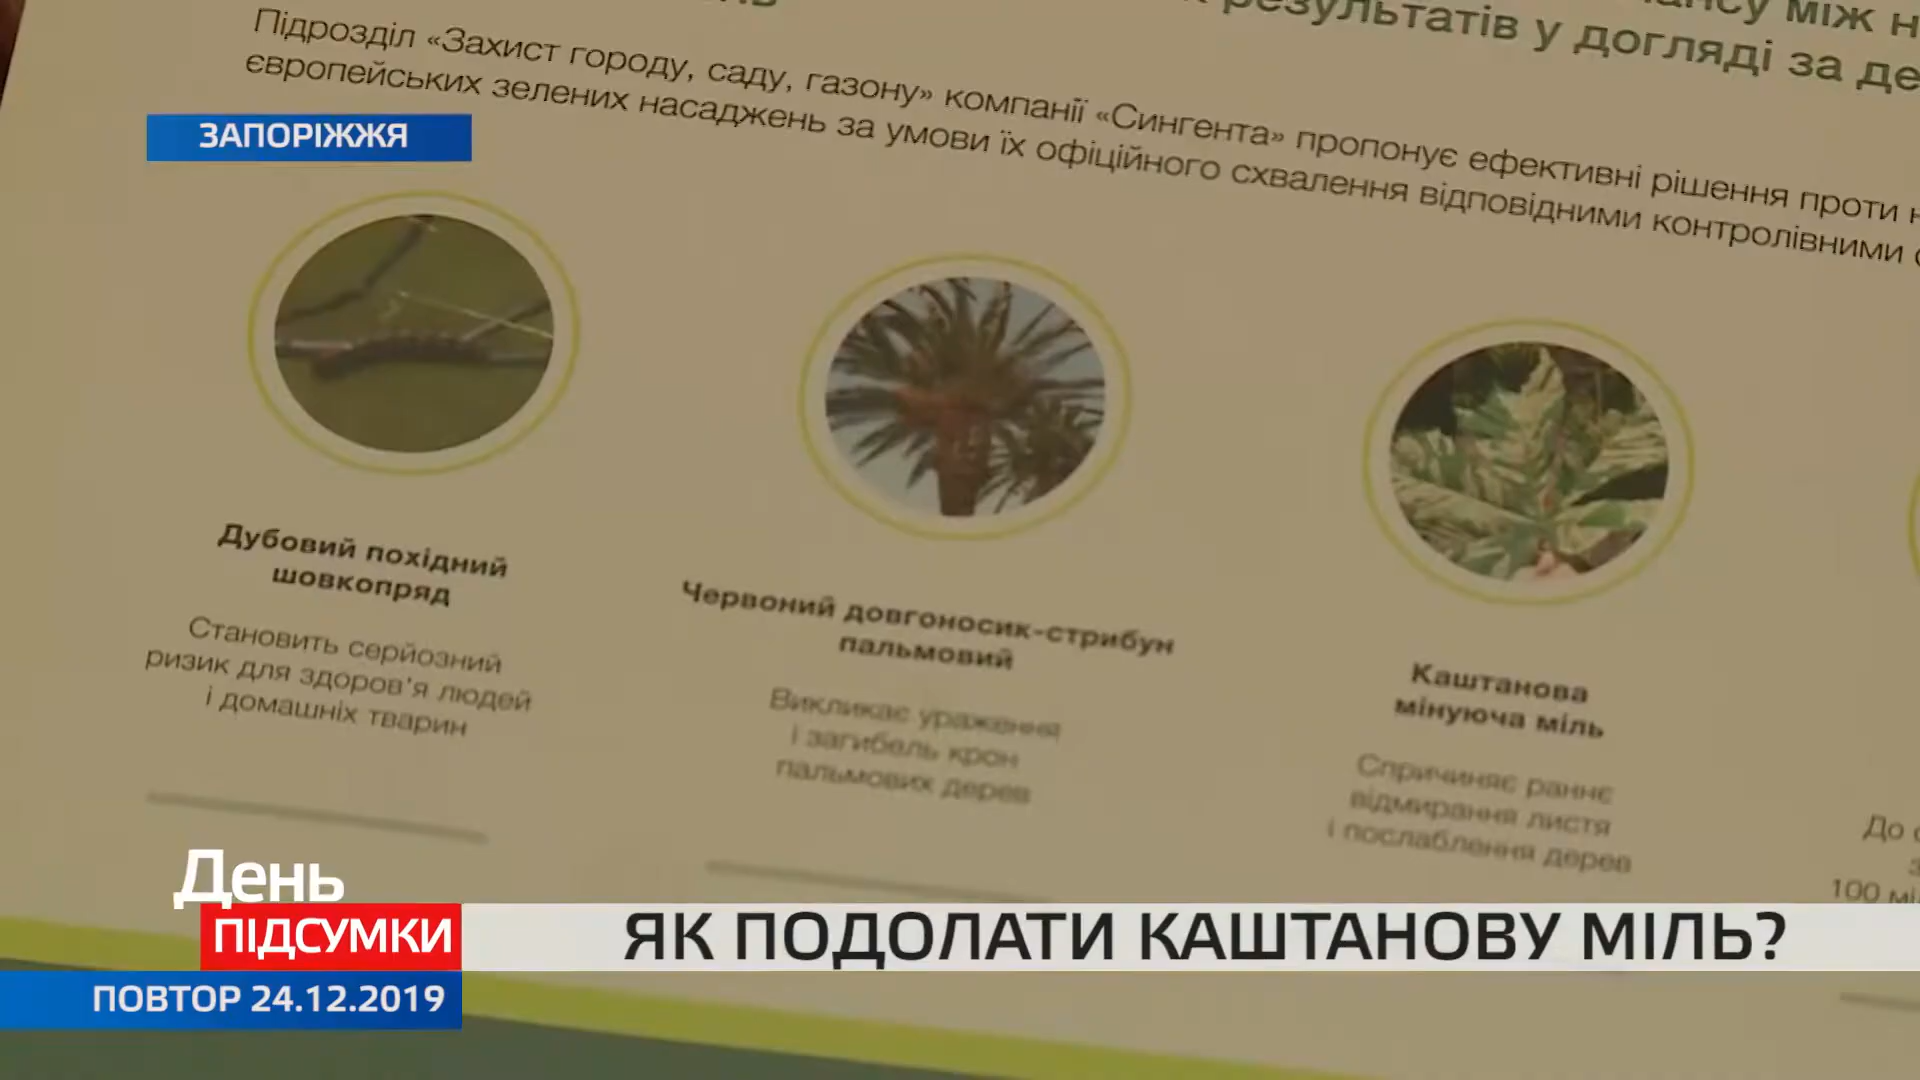 результатів у догляді за
між
Підрозділ «Захист городу, саду, газону» компанії «Сингента» пропонує ефективні рішення проти
європейських зелених насаджень за умови їх офіційного схвалення відповідними контролівними
ЗАПОРІЖЖЯ
Дубовий похідний
шовкопряд
Становить серйозний
ризик для здоров'я людей
і домашніх тварин
Червоний довгоносик-стрибун
пальмовий
Викликає ураження
і загибель крон
пальмових дерев
Каштанова
мінуюча міль
Спричиняє раннє
відмирання листя
і послаблення дерев
До
100
День
ПІДСУМКИ
ЯК ПОДОЛАТИ КАШТАНОВУ МІЛЬ?
ПОВТОР 24.12.2019